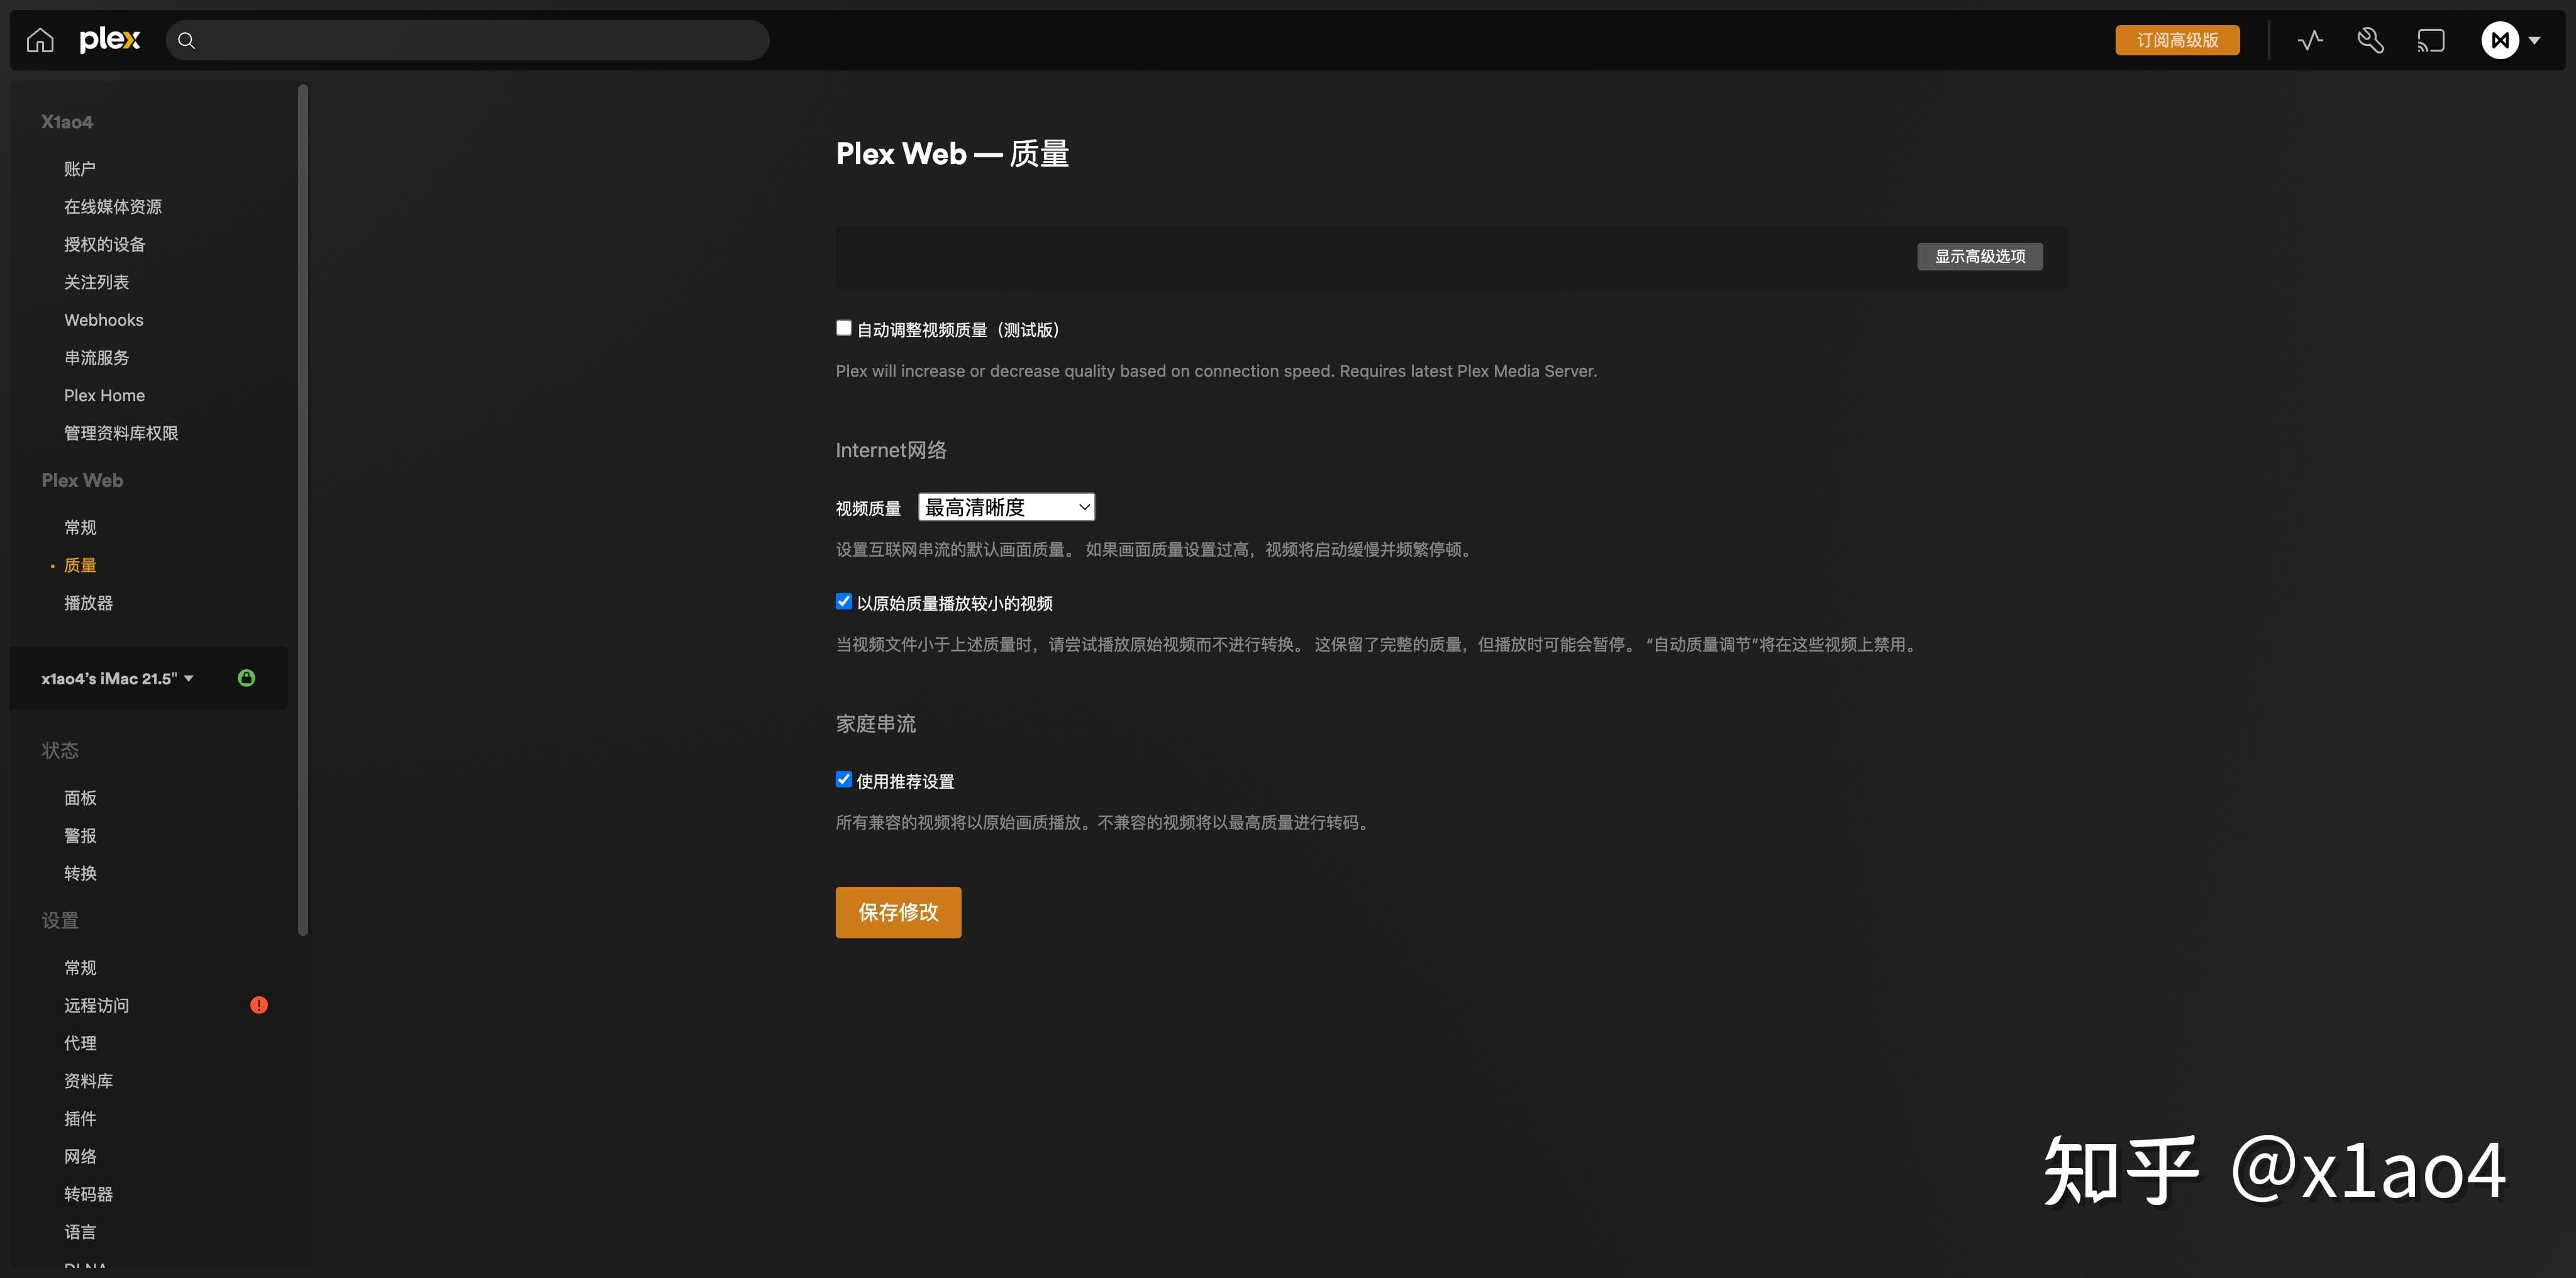 plex
订阅高级版
X1ao4
账户
在线媒体资源
授权的设备
关注列表
Webhooks
串流服务
Plex Home
管理资料库权限
Plex Web
常规
质量
播放器
x1ao4's iMac 21.5"
状态
面板
警报
转换
设置
常规
远程访问
代理
资料库
插件
网络
转码器
语言
DLNA
Plex Web — 质量
显示高级选项
自动调整视频质量（测试版）
Plex will increase or decrease quality based on connection speed. Requires latest Plex Media Server.
Internet网络
视频质量 最高清晰度
设置互联网串流的默认画面质量。 如果画面质量设置过高，视频将启动缓慢并频繁停顿。
以原始质量播放较小的视频
当视频文件小于上述质量时，请尝试播放原始视频而不进行转换。 这保留了完整的质量，但播放时可能会暂停。 “自动质量调节”将在这些视频上禁用。
家庭串流
使用推荐设置
所有兼容的视频将以原始画质播放。不兼容的视频将以最高质量进行转码。
保存修改
知乎 @x1ao4